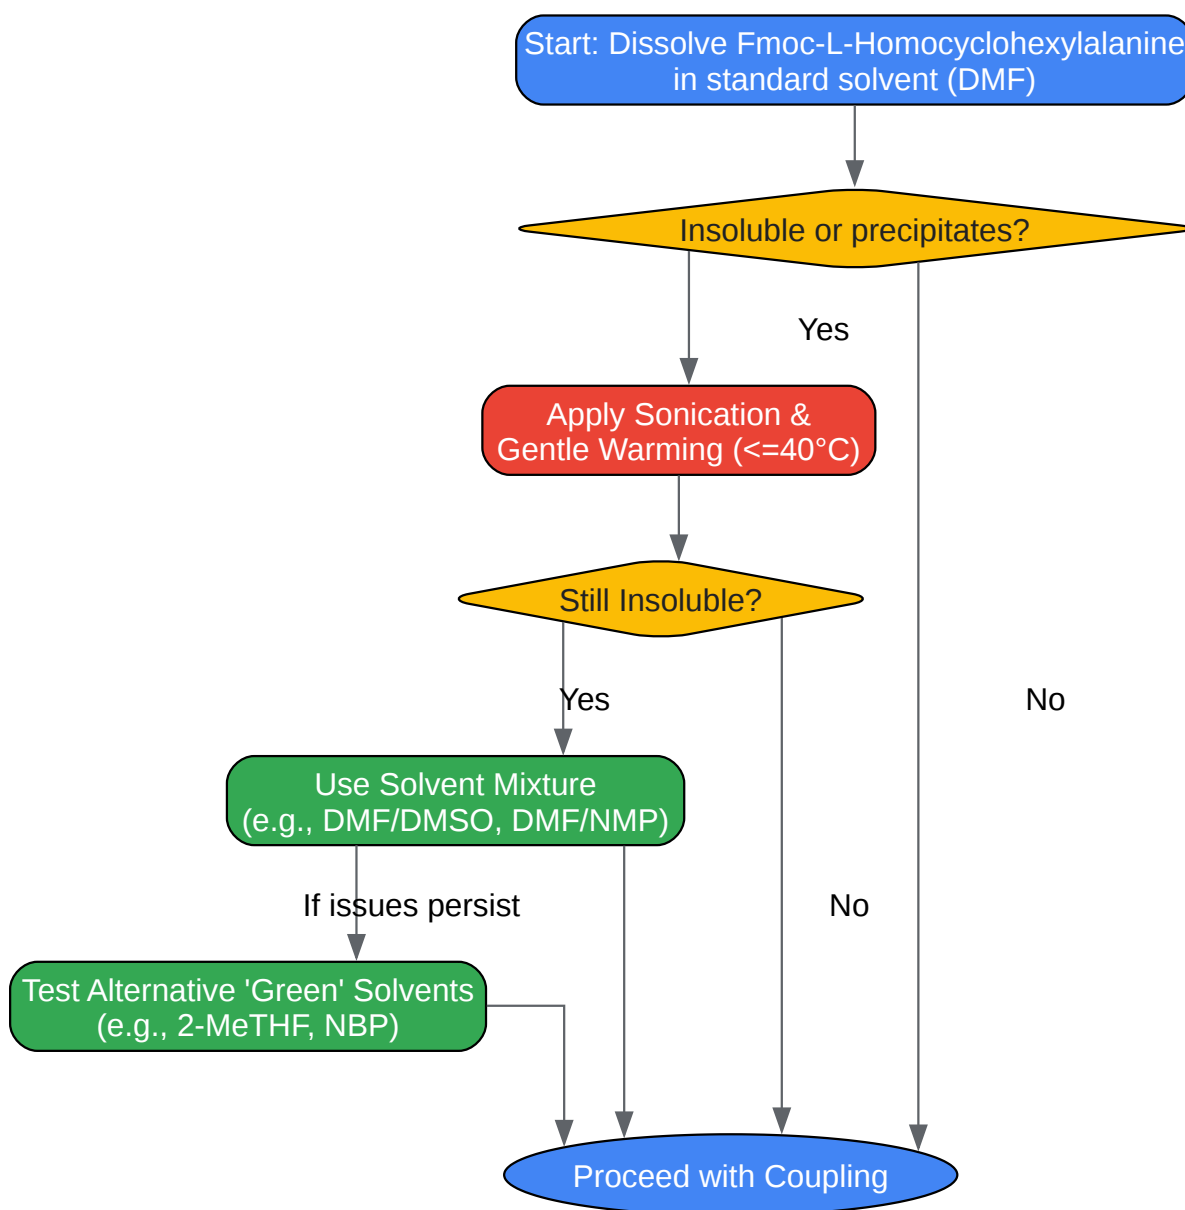 Start: Dissolve Fmoc-L-Homocyclohexylalanine
in standard solvent (DMF)
Insoluble or precipitates?
Yes
Apply Sonication &
Gentle Warming (<=40°C)
Still Insoluble?
Yes
No
Use Solvent Mixture
(e.g., DMF/DMSO, DMF/NMP)
If issues persist
No
Test Alternative 'Green' Solvents
(e.g., 2-MeTHF, NBP)
Proceed with Coupling